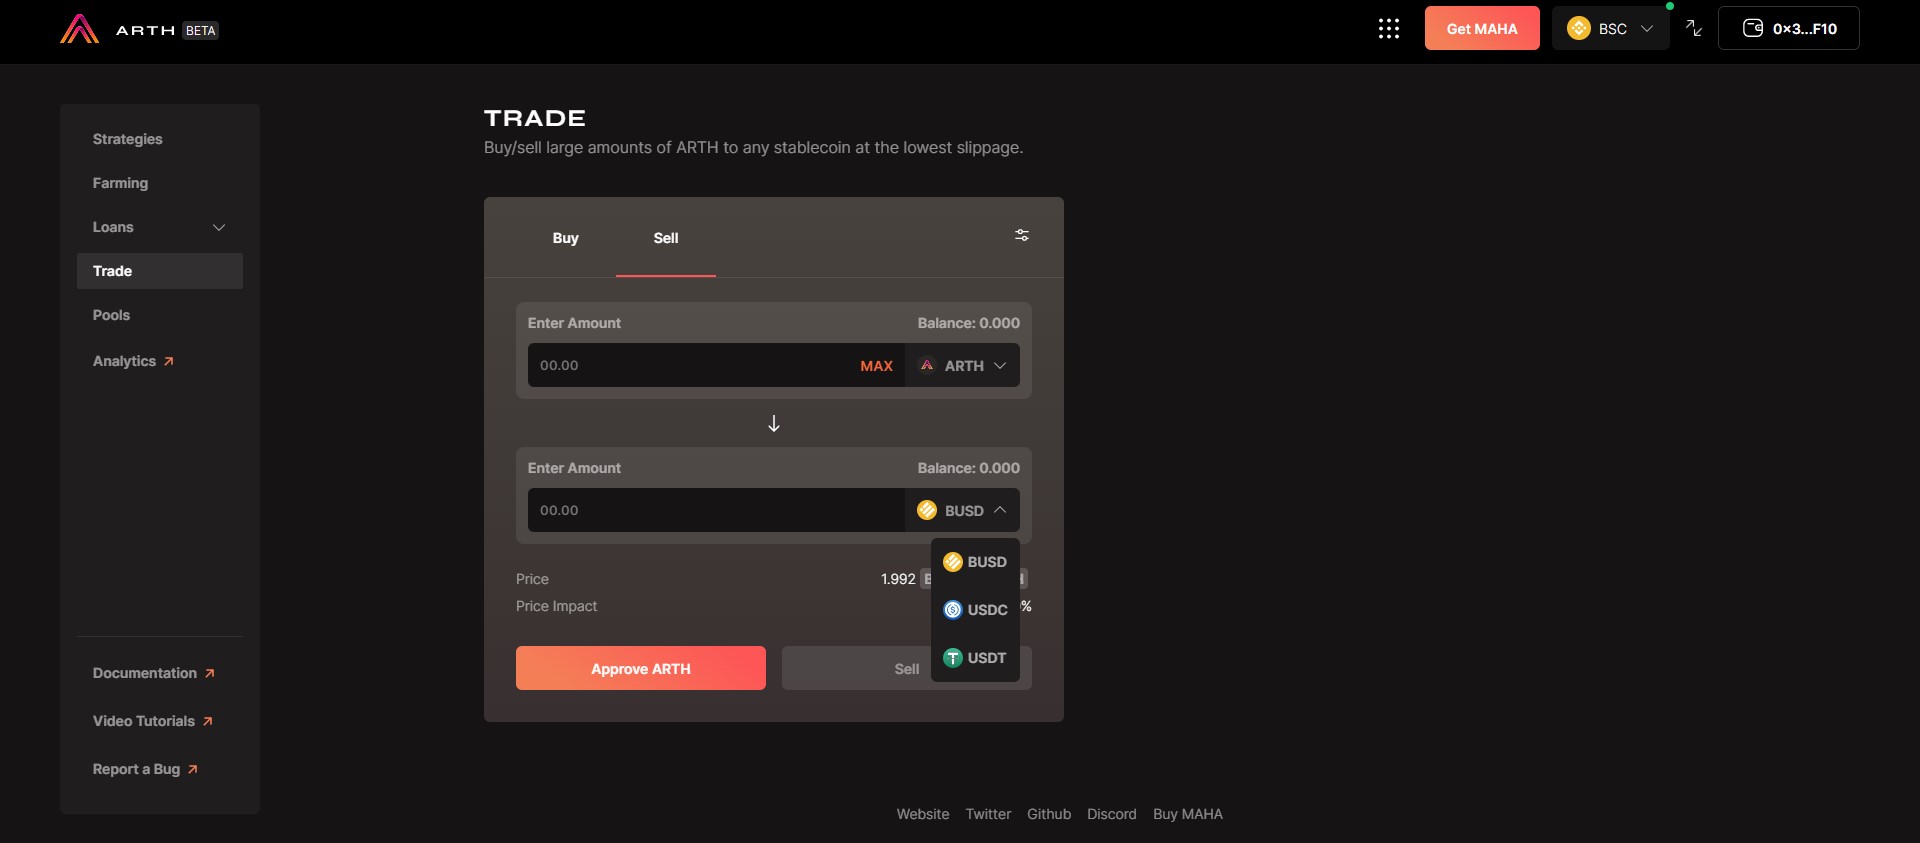 ARTH BETA
Get MAHA
BSC
0×3...F10
Strategies
Farming
Loans
Trade
Pools
Analytics
Documentation
Video Tutorials
Report a Bug
TRADE
Buy/sell large amounts of ARTH to any stablecoin at the lowest slippage.
Buy Sell
Enter Amount Balance: 0.000
00.00 MAX ARTH
Enter Amount Balance: 0.000
00.00 BUSD
BUSD
USDC
USDT
Price 1.992
Price Impact %
Approve ARTH Sell
Website Twitter Github Discord Buy MAHA